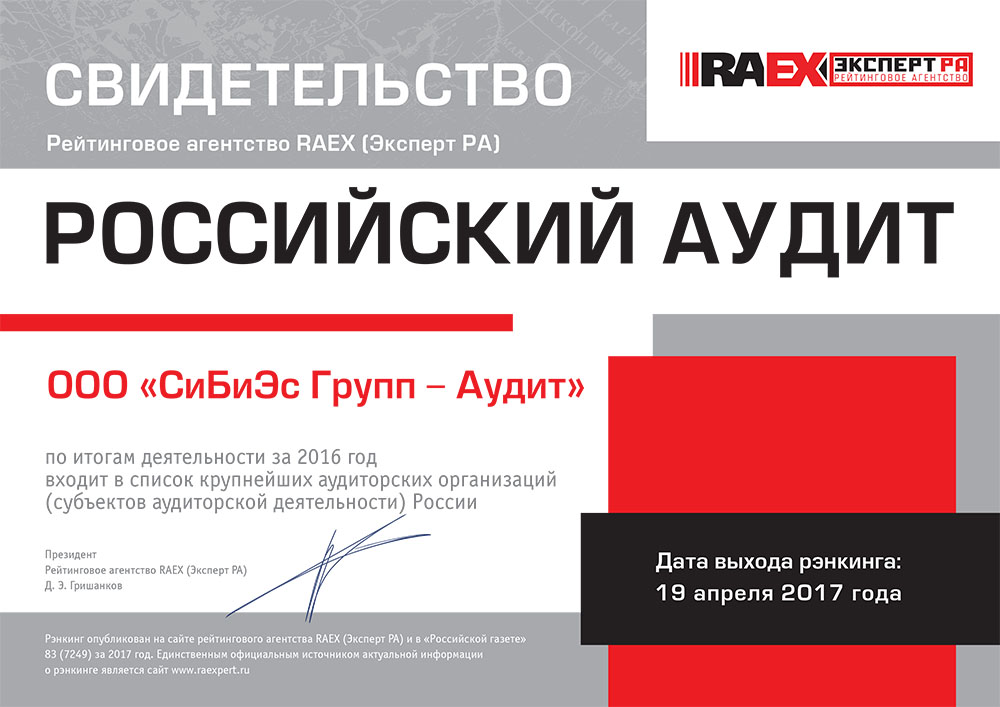 СВИДЕТЕЛЬСТВО
Рейтинговое агентство RAEX (Эксперт РА)
RAEX ЭКСПЕРТ РА
РЕЙТИНГОВОЕ АГЕНТСТВО
РОССИЙСКИЙ АУДИТ
ООО «СиБиЭс Групп – Аудит»
по итогам деятельности за 2016 год
входит в список крупнейших аудиторских организаций
(субъектов аудиторской деятельности) России
Президент
Рейтинговое агентство RAEX (Эксперт РА)
Д. Э. Гришанков
Дата выхода рэнкинга:
19 апреля 2017 года
Рэнкинг опубликован на сайте рейтингового агентства RAEX (Эксперт РА) и в «Российской газете»
83 (7249) за 2017 год. Единственным официальным источником актуальной информации
о рэнкинге является сайт www.raexpert.ru